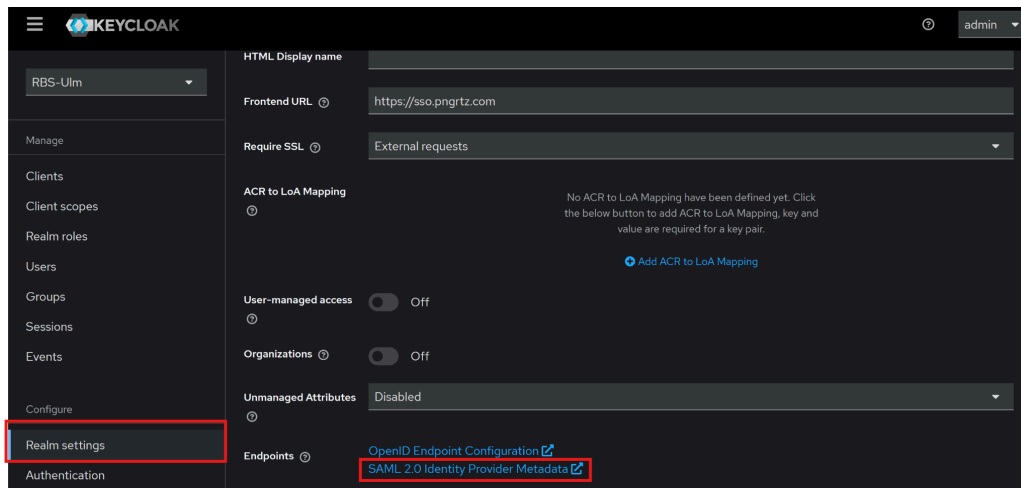 KEYCLOAK
admin
RBS-Ulm
Manage
Clients
Client scopes
Realm roles
Users
Groups
Sessions
Events
Configure
Realm settings
Authentication
HTML Display name
Frontend URL
https://sso.pngrtz.com
Require SSL
External requests
ACR to LoA Mapping
No ACR to LoA Mapping have been defined yet. Click
the below button to add ACR to LoA Mapping, key and
value are required for a key pair.
Add ACR to LoA Mapping
User-managed access
Off
Organizations
Off
Unmanaged Attributes
Disabled
Endpoints
OpenID Endpoint Configuration
SAML 2.0 Identity Provider Metadata